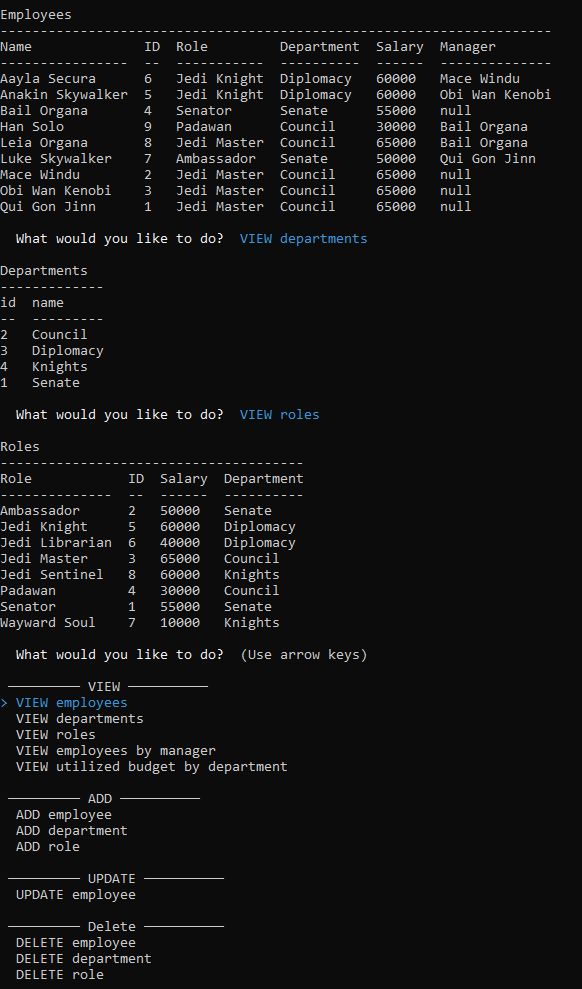 Employees
---------------------------------------------------------------------
Name              ID  Role         Department  Salary  Manager
----------------  --  -----------  ----------  ------  --------------
Aayla Secura      6   Jedi Knight  Diplomacy   60000   Mace Windu
Anakin Skywalker  5   Jedi Knight  Diplomacy   60000   Obi Wan Kenobi
Bail Organa       4   Senator      Senate      55000   null
Han Solo          9   Padawan      Council     30000   Bail Organa
Leia Organa       8   Jedi Master  Council     65000   Bail Organa
Luke Skywalker    7   Ambassador   Senate      50000   Qui Gon Jinn
Mace Windu        2   Jedi Master  Council     65000   null
Obi Wan Kenobi    3   Jedi Master  Council     65000   null
Qui Gon Jinn      1   Jedi Master  Council     65000   null
What would you like to do?  VIEW departments
Departments
-------------
id  name
--  ---------
2   Council
3   Diplomacy
4   Knights
1   Senate
What would you like to do?  VIEW roles
Roles
--------------------------------------
Role            ID  Salary  Department
--------------  --  ------  ----------
Ambassador      2   50000   Senate
Jedi Knight     5   60000   Diplomacy
Jedi Librarian  6   40000   Diplomacy
Jedi Master     3   65000   Council
Jedi Sentinel   8   60000   Knights
Padawan         4   30000   Council
Senator         1   55000   Senate
Wayward Soul    7   10000   Knights
What would you like to do?  (Use arrow keys)
───────── VIEW ──────────
> VIEW employees
VIEW departments
VIEW roles
VIEW employees by manager
VIEW utilized budget by department
───────── ADD ──────────
ADD employee
ADD department
ADD role
───────── UPDATE ──────────
UPDATE employee
───────── Delete ──────────
DELETE employee
DELETE department
DELETE role